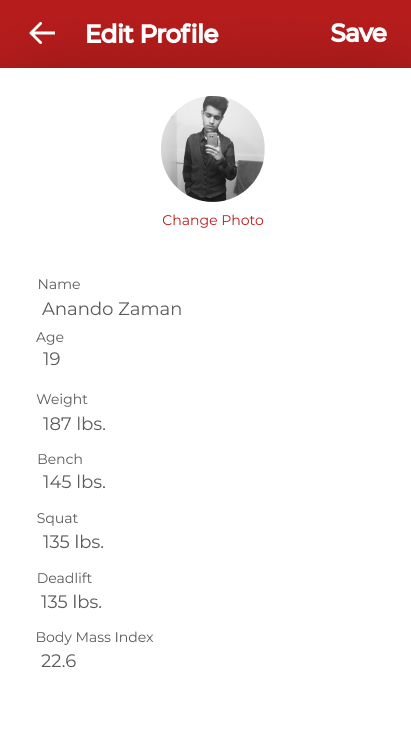 Edit Profile
Save
Change Photo
Name
Anando Zaman
Age
19
Weight
187 lbs.
Bench
145 lbs.
Squat
135 lbs.
Deadlift
135 lbs.
Body Mass Index
22.6